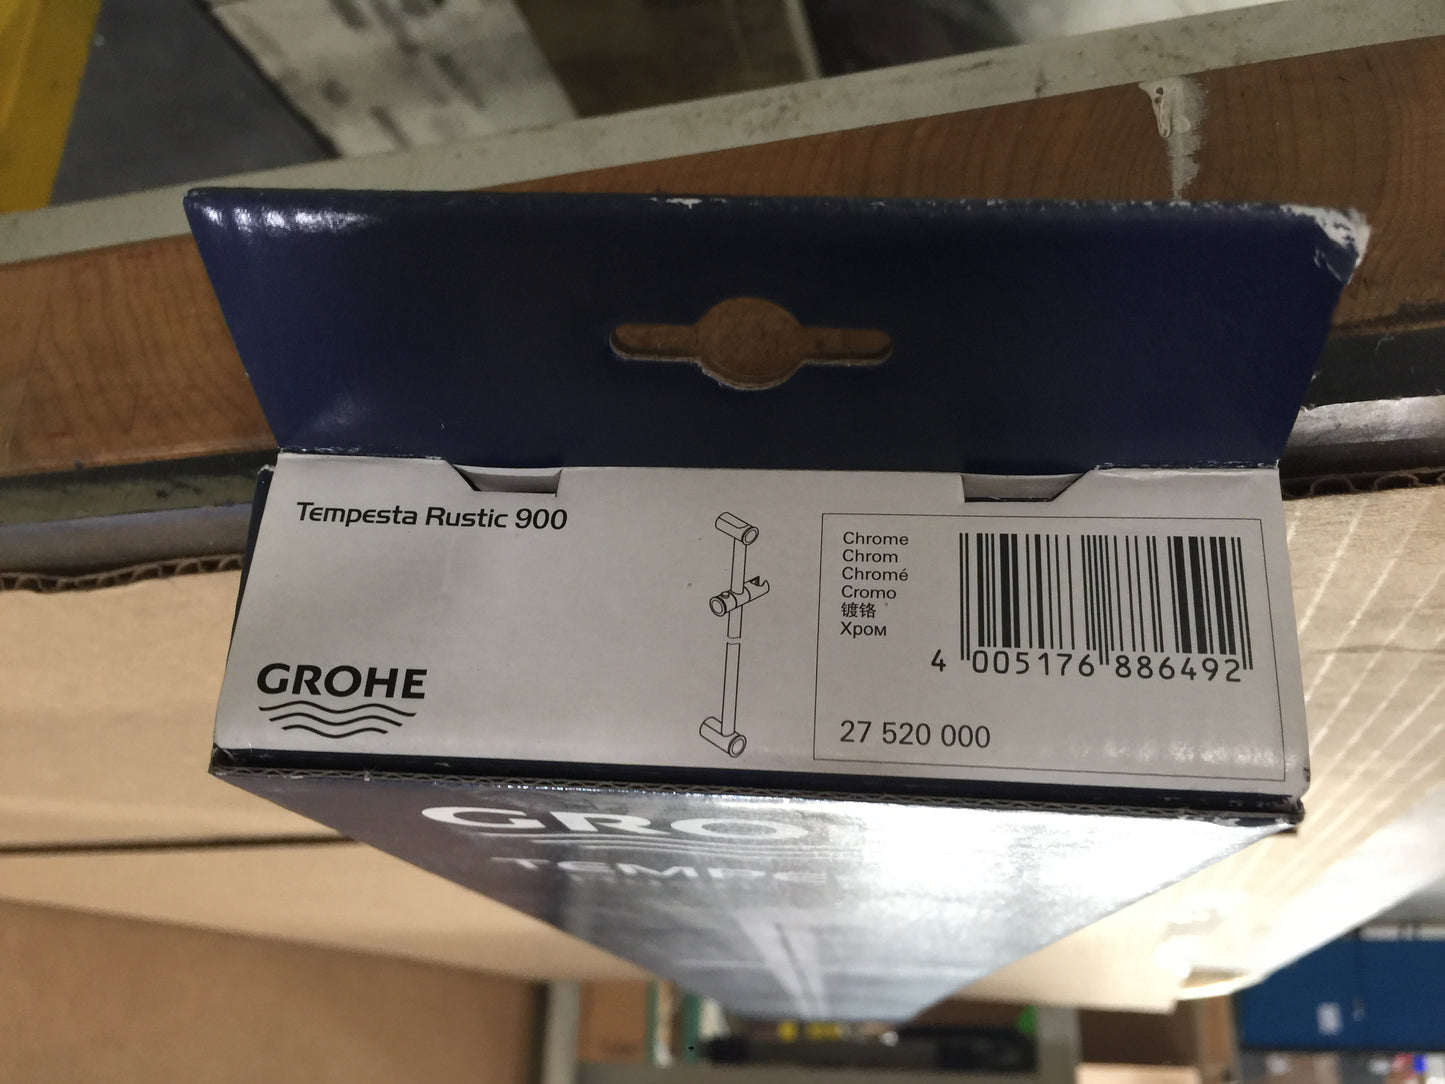 Tempesta Rustic 900
GROHE
Chrome
Chrom
Chromé
Cromo
镀铬
Хром
4 005176 886492
27 520 000